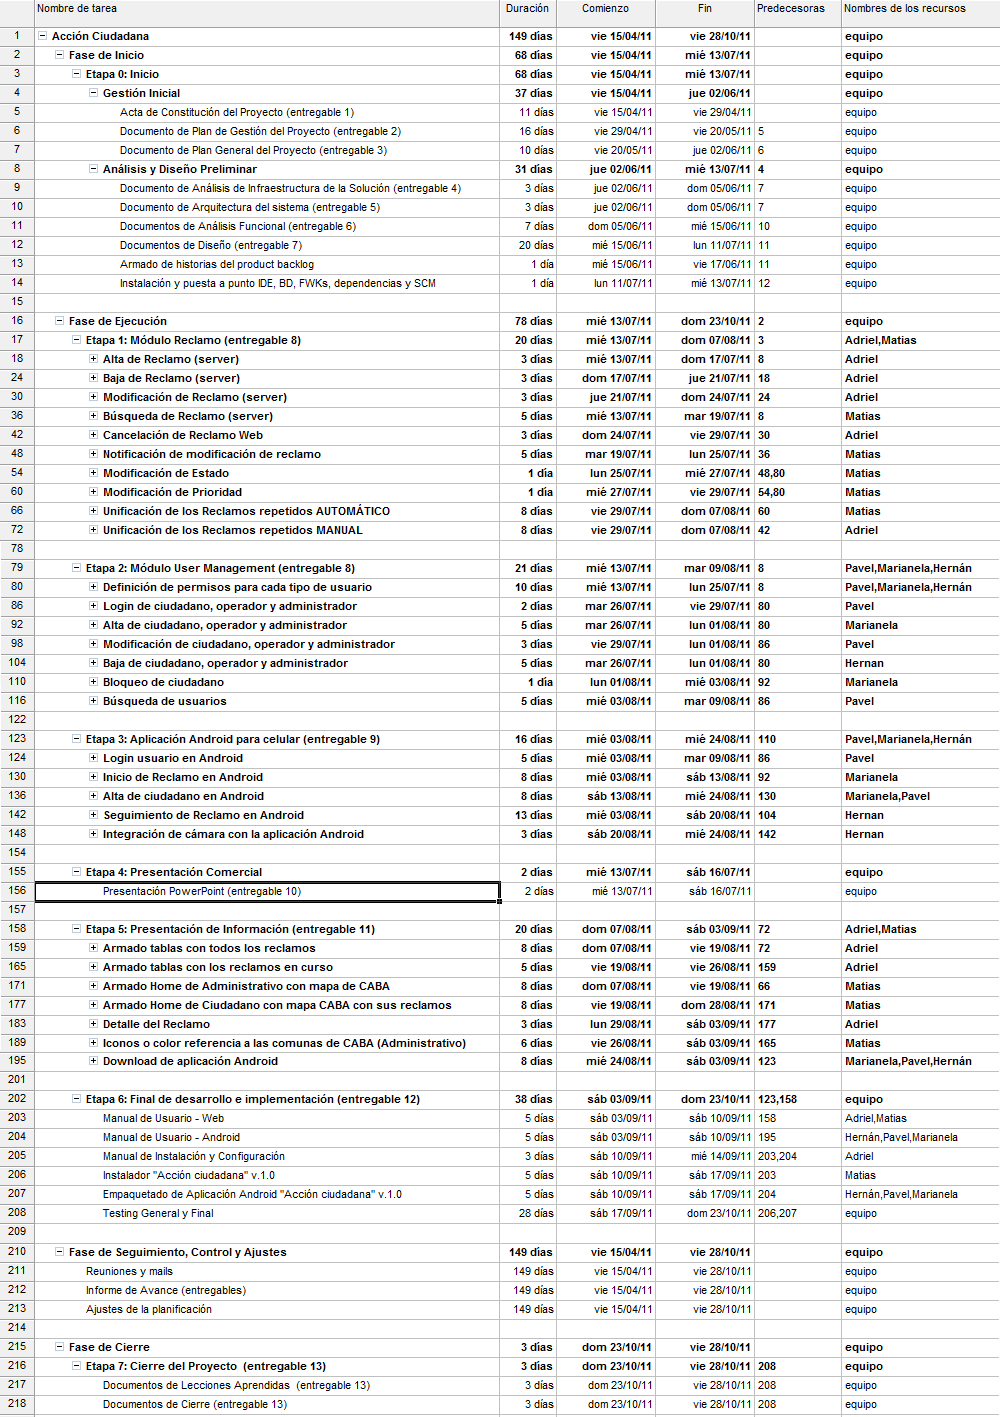 Nombre de tarea Duración Comienzo Fin Predecesoras Nombres de los recursos
1 Acción Ciudadana 149 días vie 15/04/11 vie 28/10/11 equipo
2 Fase de Inicio 68 días vie 15/04/11 mié 13/07/11 equipo
3 Etapa 0: Inicio 68 días vie 15/04/11 mié 13/07/11 equipo
4 Gestión Inicial 37 días vie 15/04/11 jue 02/06/11 equipo
5 Acta de Constitución del Proyecto (entregable 1) 11 días vie 15/04/11 vie 29/04/11 equipo
6 Documento de Plan de Gestión del Proyecto (entregable 2) 16 días vie 29/04/11 vie 20/05/11 5 equipo
7 Documento de Plan General del Proyecto (entregable 3) 10 días vie 20/05/11 jue 02/06/11 6 equipo
8 Análisis y Diseño Preliminar 31 días jue 02/06/11 mié 13/07/11 4 equipo
9 Documento de Análisis de Infraestructura de la Solución (entregable 4) 3 días jue 02/06/11 dom 05/06/11 7 equipo
10 Documento de Arquitectura del sistema (entregable 5) 3 días jue 02/06/11 dom 05/06/11 7 equipo
11 Documentos de Análisis Funcional (entregable 6) 7 días dom 05/06/11 mié 15/06/11 10 equipo
12 Documentos de Diseño (entregable 7) 20 días mié 15/06/11 lun 11/07/11 11 equipo
13 Armado de historias del product backlog 1 día mié 15/06/11 vie 17/06/11 11 equipo
14 Instalación y puesta a punto IDE, BD, FWKs, dependencias y SCM 1 día lun 11/07/11 mié 13/07/11 12 equipo
15
16 Fase de Ejecución 78 días mié 13/07/11 dom 23/10/11 2 equipo
17 Etapa 1: Módulo Reclamo (entregable 8) 20 días mié 13/07/11 dom 07/08/11 3 Adriel,Matias
18 Alta de Reclamo (server) 3 días mié 13/07/11 dom 17/07/11 8 Adriel
24 Baja de Reclamo (server) 3 días dom 17/07/11 jue 21/07/11 18 Adriel
30 Modificación de Reclamo (server) 3 días jue 21/07/11 dom 24/07/11 24 Adriel
36 Búsqueda de Reclamo (server) 5 días mié 13/07/11 mar 19/07/11 8 Matias
42 Cancelación de Reclamo Web 3 días dom 24/07/11 vie 29/07/11 30 Adriel
48 Notificación de modificación de reclamo 5 días mar 19/07/11 lun 25/07/11 36 Matias
54 Modificación de Estado 1 día lun 25/07/11 mié 27/07/11 48,80 Matias
60 Modificación de Prioridad 1 día mié 27/07/11 vie 29/07/11 54,80 Matias
66 Unificación de los Reclamos repetidos AUTOMÁTICO 8 días vie 29/07/11 dom 07/08/11 60 Matias
72 Unificación de los Reclamos repetidos MANUAL 8 días vie 29/07/11 dom 07/08/11 42 Adriel
78
79 Etapa 2: Módulo User Management (entregable 8) 21 días mié 13/07/11 mar 09/08/11 8 Pavel,Marianela,Hernán
80 Definición de permisos para cada tipo de usuario 10 días mié 13/07/11 lun 25/07/11 8 Pavel,Marianela,Hernán
86 Login de ciudadano, operador y administrador 2 días mar 26/07/11 vie 29/07/11 80 Pavel
92 Alta de ciudadano, operador y administrador 5 días mar 26/07/11 lun 01/08/11 80 Marianela
98 Modificación de ciudadano, operador y administrador 3 días vie 29/07/11 lun 01/08/11 86 Pavel
104 Baja de ciudadano, operador y administrador 5 días mar 26/07/11 lun 01/08/11 80 Hernan
110 Bloqueo de ciudadano 1 día lun 01/08/11 mié 03/08/11 92 Marianela
116 Búsqueda de usuarios 5 días mié 03/08/11 mar 09/08/11 86 Pavel
122
123 Etapa 3: Aplicación Android para celular (entregable 9) 16 días mié 03/08/11 mié 24/08/11 110 Pavel,Marianela,Hernán
124 Login usuario en Android 5 días mié 03/08/11 mar 09/08/11 86 Pavel
130 Inicio de Reclamo en Android 8 días mié 03/08/11 sáb 13/08/11 92 Marianela
136 Alta de ciudadano en Android 8 días sáb 13/08/11 mié 24/08/11 130 Marianela,Pavel
142 Seguimiento de Reclamo en Android 13 días mié 03/08/11 sáb 20/08/11 104 Hernan
148 Integración de cámara con la aplicación Android 3 días sáb 20/08/11 mié 24/08/11 142 Hernan
154
155 Etapa 4: Presentación Comercial 2 días mié 13/07/11 sáb 16/07/11 equipo
156 Presentación PowerPoint (entregable 10) 2 días mié 13/07/11 sáb 16/07/11 equipo
157
158 Etapa 5: Presentación de Información (entregable 11) 20 días dom 07/08/11 sáb 03/09/11 72 Adriel,Matias
159 Armado tablas con todos los reclamos 8 días dom 07/08/11 vie 19/08/11 72 Adriel
165 Armado tablas con los reclamos en curso 5 días vie 19/08/11 vie 26/08/11 159 Adriel
171 Armado Home de Administrativo con mapa de CABA 8 días dom 07/08/11 vie 19/08/11 66 Matias
177 Armado Home de Ciudadano con mapa CABA con sus reclamos 8 días vie 19/08/11 dom 28/08/11 171 Matias
183 Detalle del Reclamo 3 días lun 29/08/11 sáb 03/09/11 177 Adriel
189 Iconos o color referencia a las comunas de CABA (Administrativo) 6 días vie 26/08/11 sáb 03/09/11 165 Matias
195 Download de aplicación Android 8 días mié 24/08/11 sáb 03/09/11 123 Marianela,Pavel,Hernán
201
202 Etapa 6: Final de desarrollo e implementación (entregable 12) 38 días sáb 03/09/11 dom 23/10/11 123,158 equipo
203 Manual de Usuario - Web 5 días sáb 03/09/11 sáb 10/09/11 158 Adriel,Matias
204 Manual de Usuario - Android 5 días sáb 03/09/11 sáb 10/09/11 195 Hernán,Pavel,Marianela
205 Manual de Instalación y Configuración 3 días sáb 10/09/11 mié 14/09/11 203,204 Adriel
206 Instalador "Acción ciudadana" v.1.0 5 días sáb 10/09/11 sáb 17/09/11 203 Matias
207 Empaquetado de Aplicación Android "Acción ciudadana" v.1.0 5 días sáb 10/09/11 sáb 17/09/11 204 Hernán,Pavel,Marianela
208 Testing General y Final 28 días sáb 17/09/11 dom 23/10/11 206,207 equipo
209
210 Fase de Seguimiento, Control y Ajustes 149 días vie 15/04/11 vie 28/10/11 equipo
211 Reuniones y mails 149 días vie 15/04/11 vie 28/10/11 equipo
212 Informe de Avance (entregables) 149 días vie 15/04/11 vie 28/10/11 equipo
213 Ajustes de la planificación 149 días vie 15/04/11 vie 28/10/11 equipo
214
215 Fase de Cierre 3 días dom 23/10/11 vie 28/10/11 equipo
216 Etapa 7: Cierre del Proyecto (entregable 13) 3 días dom 23/10/11 vie 28/10/11 208 equipo
217 Documentos de Lecciones Aprendidas (entregable 13) 3 días dom 23/10/11 vie 28/10/11 208 equipo
218 Documentos de Cierre (entregable 13) 3 días dom 23/10/11 vie 28/10/11 208 equipo